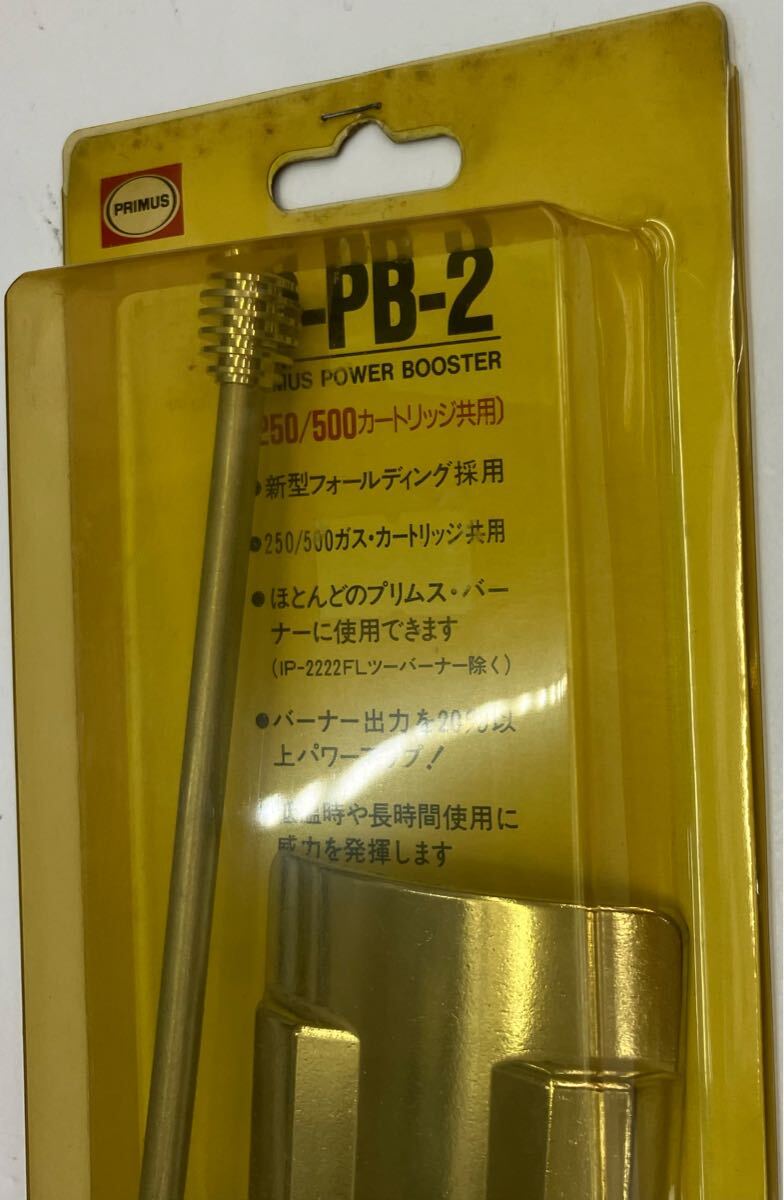 PRIMUS
-PB-2
POWER BOOSTER
250/500カートリッジ共用)
●新型フォールディング採用
●250/500ガス・カートリッジ共用
●ほとんどのプリムス・バー
ナーに使用できます
(IP-2222FLツーバーナー除く)
●バーナー出力を20%以
上パワーアップ!
低温時や長時間使用に
威力を発揮します